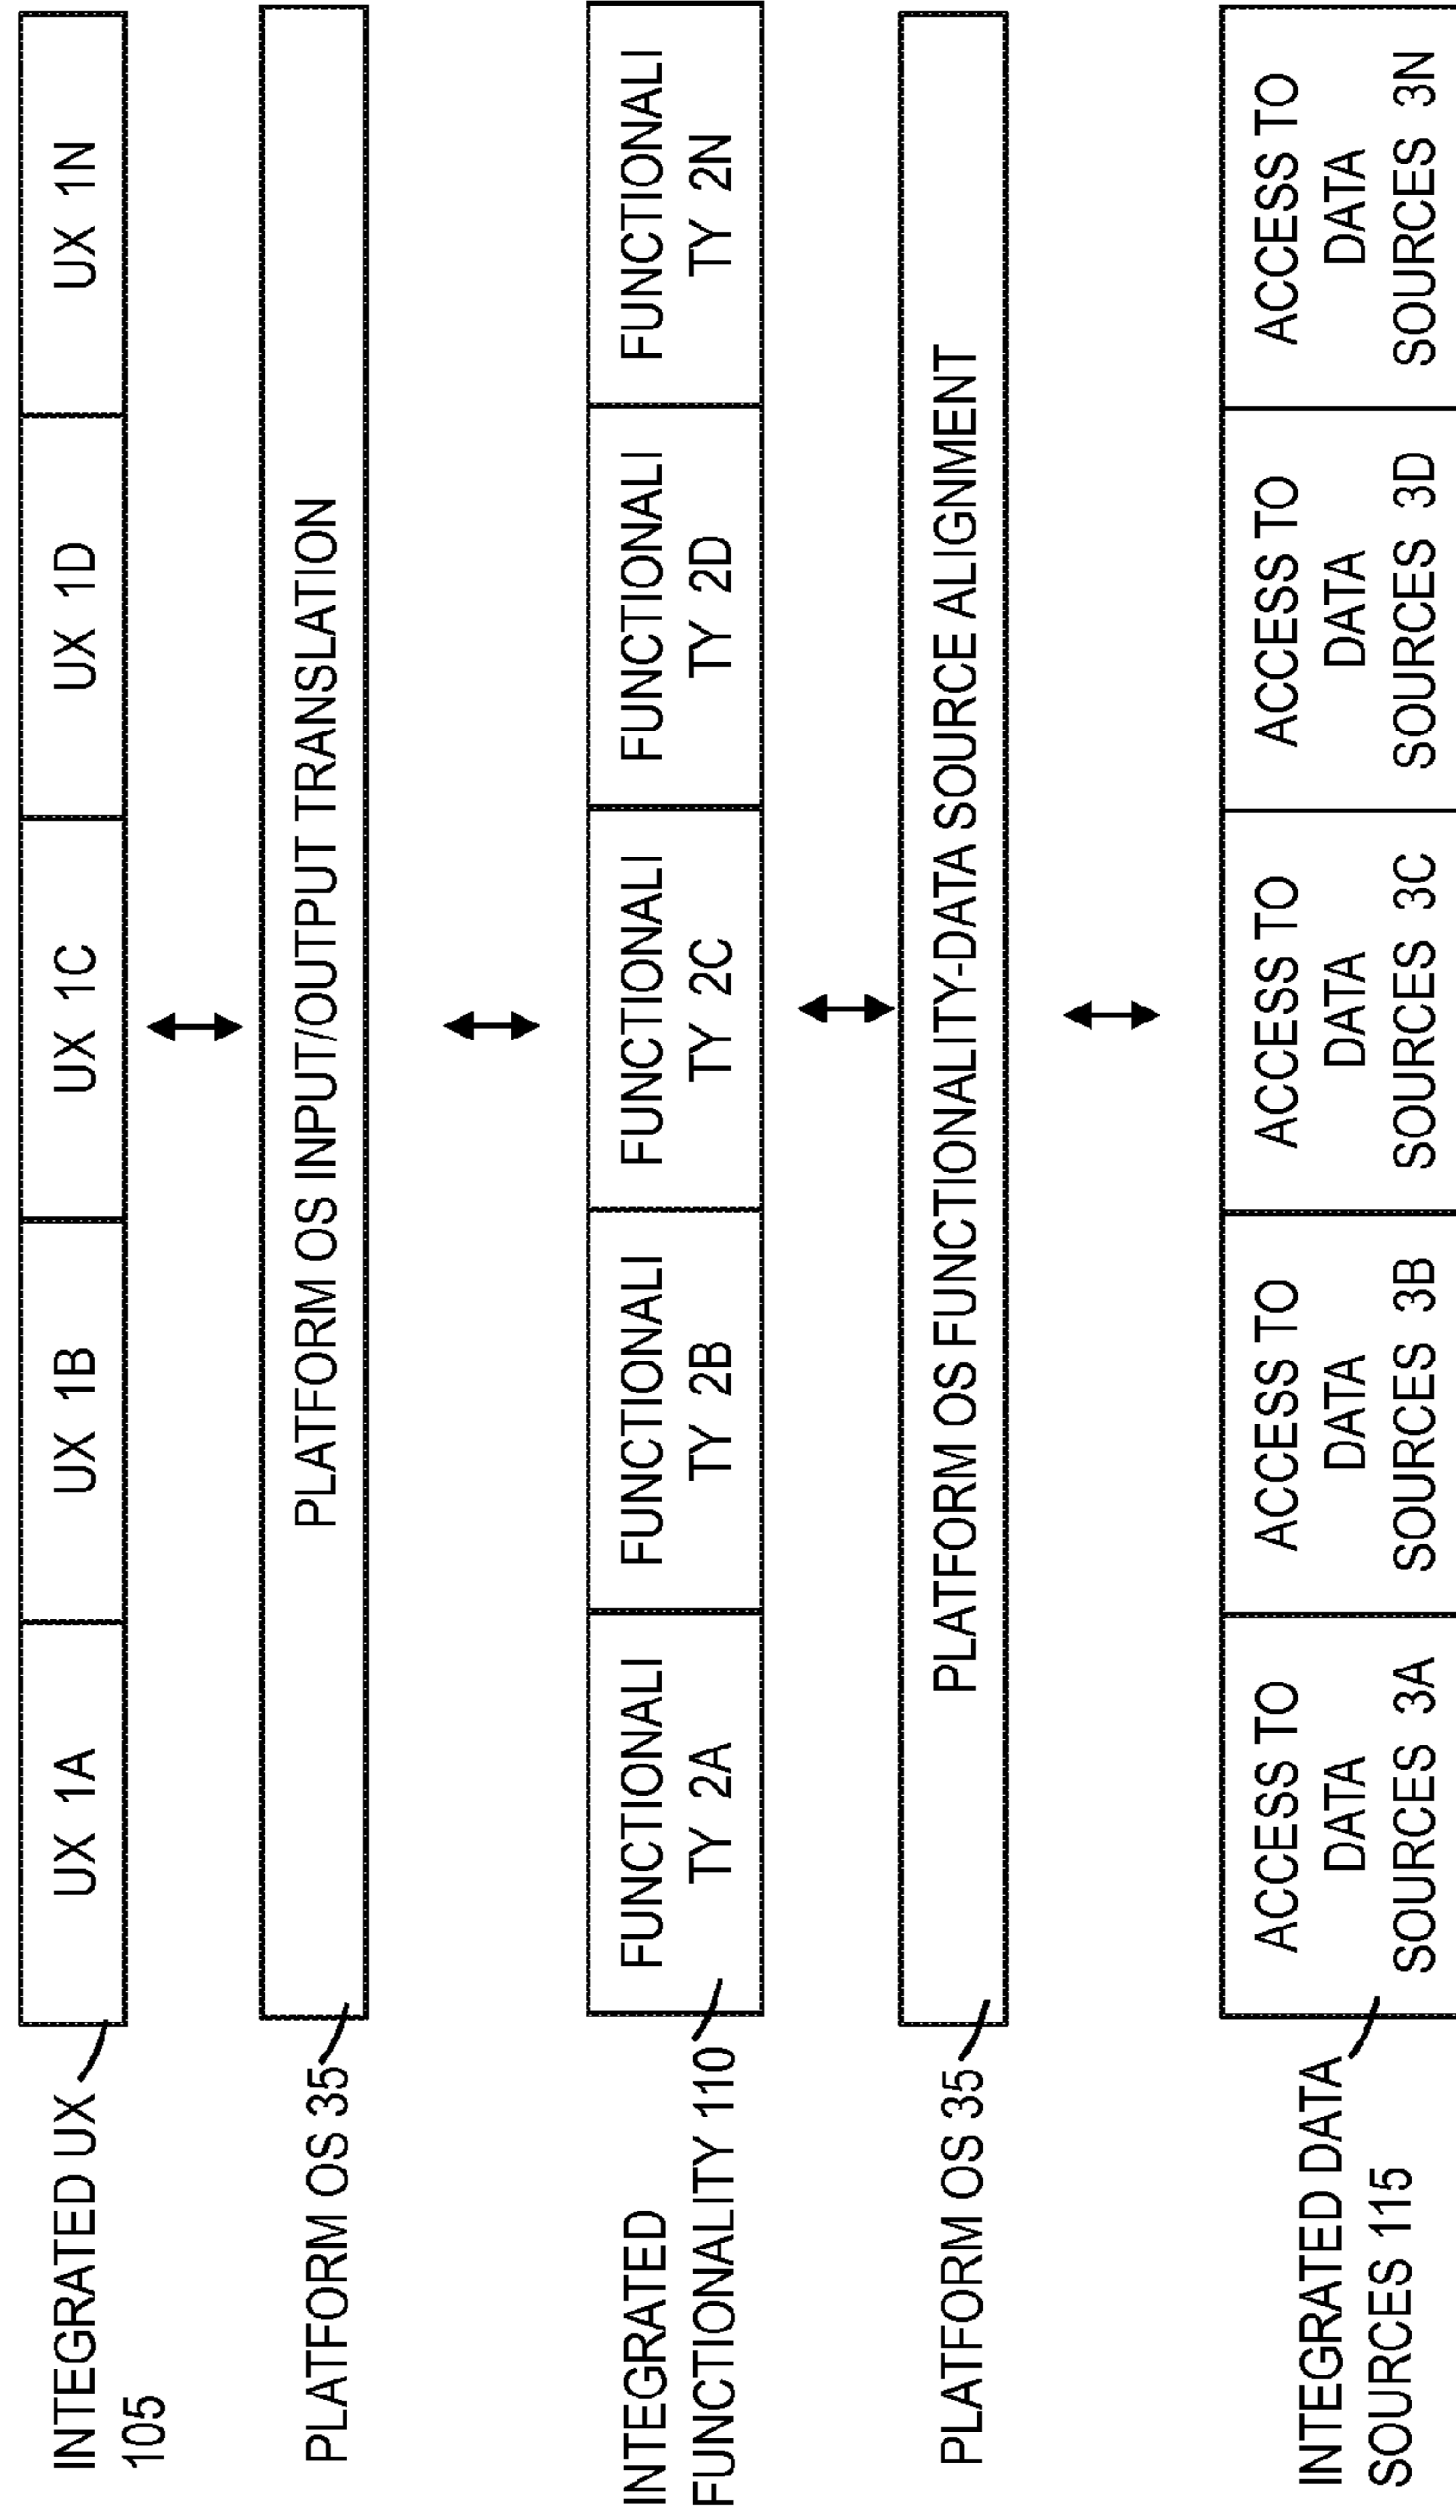 INTEGRATED UX
105
UX 1A
UX 1B
UX 1C
UX 1D
UX 1N
PLATFORM OS 35
PLATFORM OS INPUT/OUTPUT TRANSLATION
INTEGRATED
FUNCTIONALITY 110
FUNCTIONALI
TY 2A
FUNCTIONALI
TY 2B
FUNCTIONALI
TY 2C
FUNCTIONALI
TY 2D
FUNCTIONALI
TY 2N
PLATFORM OS 35
PLATFORM OS FUNCTIONALITY-DATA SOURCE ALIGNMENT
INTEGRATED DATA
SOURCES 115
ACCESS TO
DATA
SOURCES 3A
ACCESS TO
DATA
SOURCES 3B
ACCESS TO
DATA
SOURCES 3C
ACCESS TO
DATA
SOURCES 3D
ACCESS TO
DATA
SOURCES 3N